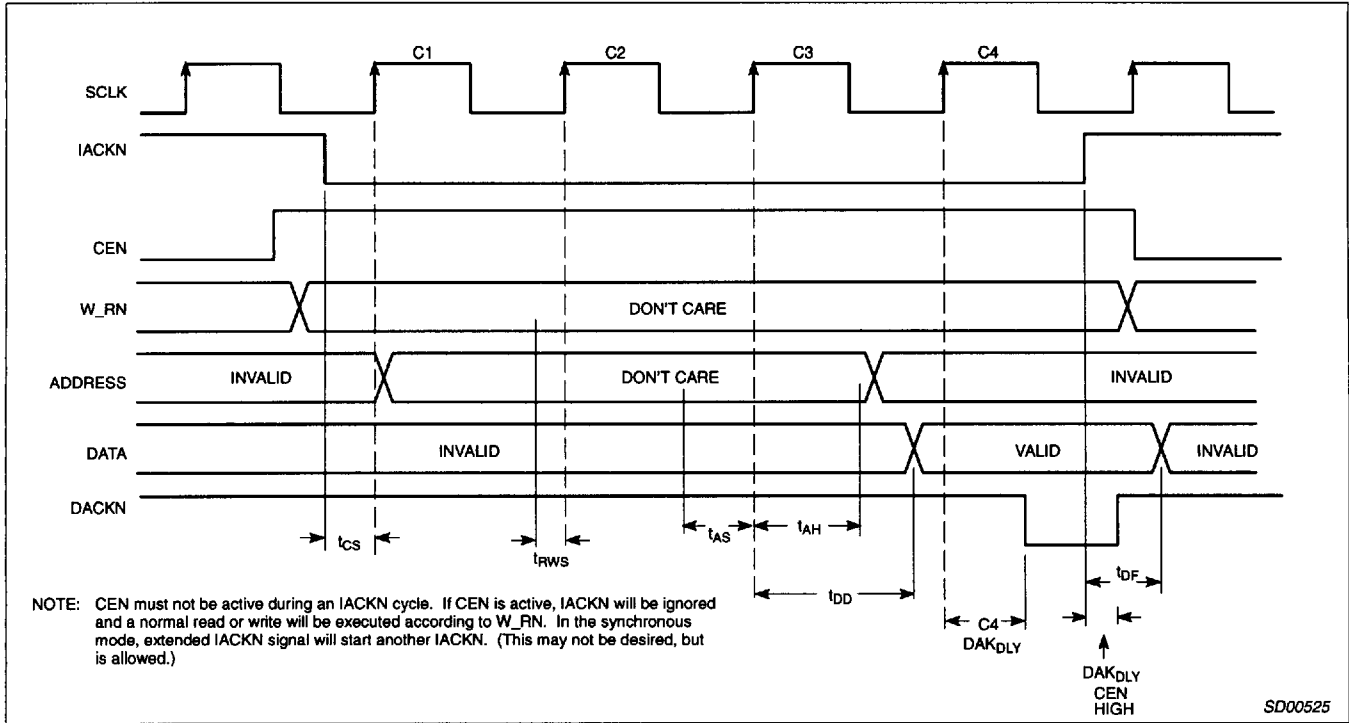 C1 C2 C3 C4
SCLK
IACKN
CEN
W_RN DON'T CARE
ADDRESS INVALID DON'T CARE INVALID
DATA INVALID VALID INVALID
DACKN
tCS tRWS tAS tAH
tDD tDF
C4
DAKDLY
DAKDLY
CEN
HIGH
NOTE: CEN must not be active during an IACKN cycle. If CEN is active, IACKN will be ignored
and a normal read or write will be executed according to W_RN. In the synchronous
mode, extended IACKN signal will start another IACKN. (This may not be desired, but
is allowed.)
SD00525